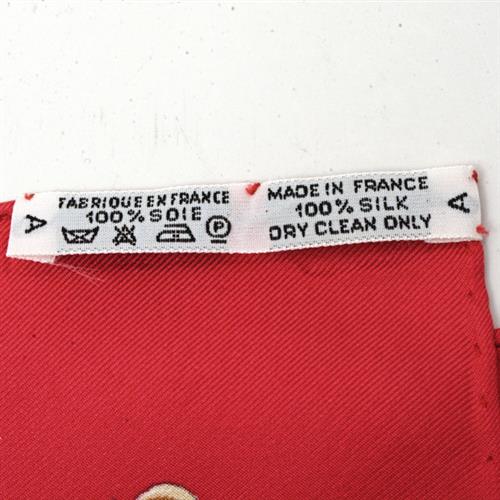 A
FABRIQUE EN FRANCE
100% SOIE
P
MADE IN FRANCE
100% SILK
DRY CLEAN ONLY
A